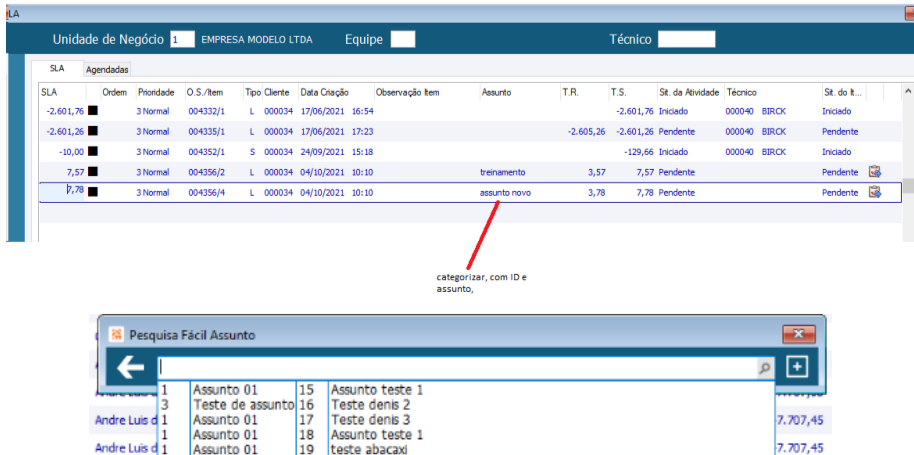 LA
Unidade de Negócio 1 EMPRESA MODELO LTDA Equipe Técnico
SLA Agendadas
SLA Ordem Prioridade O.S./Item Tipo Cliente Data Criação Observação Item Assunto T.R. T.S. Sit. da Atividade Técnico Sit. do It...
-2.601,76 3 Normal 004332/1 L 000034 17/06/2021 16:54 -2.601,76 Iniciado 000040 BIRCK Iniciado
-2.601,26 3 Normal 004335/1 L 000034 17/06/2021 17:23 -2.605,26 -2.601,26 Pendente 000040 BIRCK Pendente
-10,00 3 Normal 004352/1 S 000034 24/09/2021 15:18 -129,66 Iniciado 000040 BIRCK Iniciado
7,57 3 Normal 004356/2 L 000034 04/10/2021 10:10 treinamento 3,57 7,57 Pendente Pendente
7,78 3 Normal 004356/4 L 000034 04/10/2021 10:10 assunto novo 3,78 7,78 Pendente Pendente
categorizar, com ID e
assunto,
Pesquisa Fácil Assunto
1 Assunto 01 15 Assunto teste 1
3 Teste de assunto 16 Teste denis 2
Andre Luis d 1 Assunto 01 17 Teste denis 3 7.707,45
1 Assunto 01 18 Assunto teste 1
Andre Luis d 1 Assunto 01 19 teste abacaxi 7.707,45